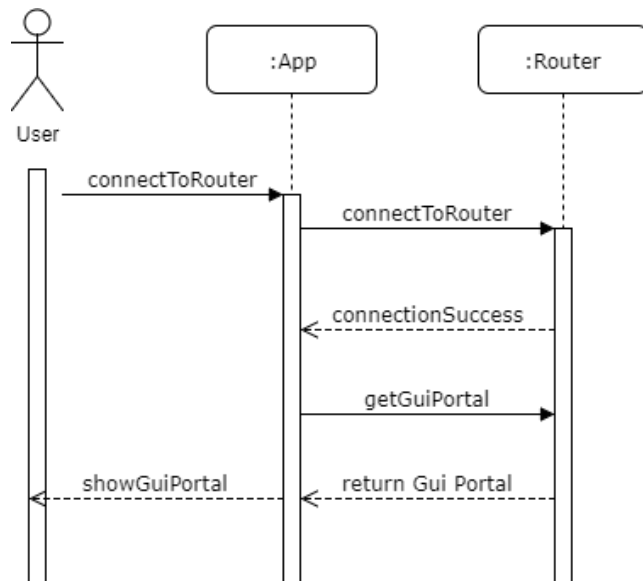 :App
:Router
User
connectToRouter
connectToRouter
connectionSuccess
getGuiPortal
showGuiPortal
return Gui Portal